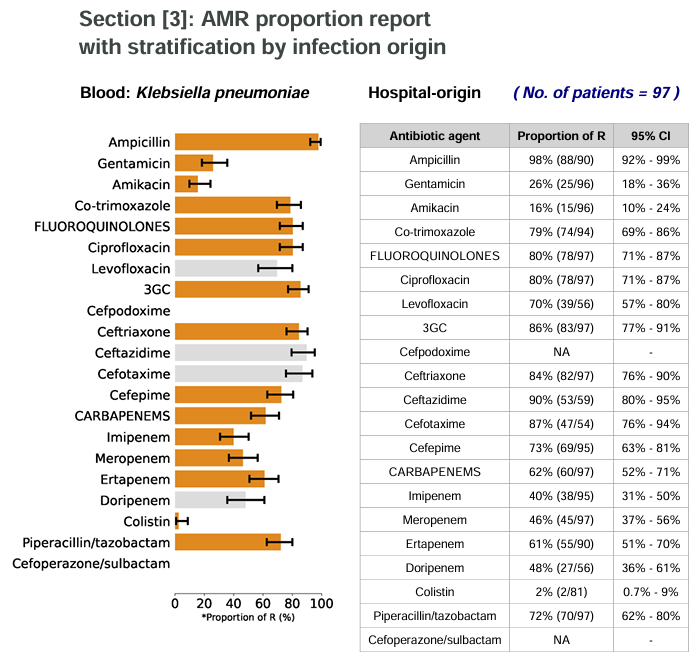 Section [3]: AMR proportion report
with stratification by infection origin
Blood: Klebsiella pneumoniae
Hospital-origin ( No. of patients = 97 )
Ampicillin
Gentamicin
Amikacin
Co-trimoxazole
FLUOROQUINOLONES
Ciprofloxacin
Levofloxacin
3GC
Cefpodoxime
Ceftriaxone
Ceftazidime
Cefotaxime
Cefepime
CARBAPENEMS
Imipenem
Meropenem
Ertapenem
Doripenem
Colistin
Piperacillin/tazobactam
Cefoperazone/sulbactam
0 20 40 60 80 100
*Proportion of R (%)
Antibiotic agent Proportion of R 95% CI
Ampicillin 98% (88/90) 92% - 99%
Gentamicin 26% (25/96) 18% - 36%
Amikacin 16% (15/96) 10% - 24%
Co-trimoxazole 79% (74/94) 69% - 86%
FLUOROQUINOLONES 80% (78/97) 71% - 87%
Ciprofloxacin 80% (78/97) 71% - 87%
Levofloxacin 70% (39/56) 57% - 80%
3GC 86% (83/97) 77% - 91%
Cefpodoxime NA -
Ceftriaxone 84% (82/97) 76% - 90%
Ceftazidime 90% (53/59) 80% - 95%
Cefotaxime 87% (47/54) 76% - 94%
Cefepime 73% (69/95) 63% - 81%
CARBAPENEMS 62% (60/97) 52% - 71%
Imipenem 40% (38/95) 31% - 50%
Meropenem 46% (45/97) 37% - 56%
Ertapenem 61% (55/90) 51% - 70%
Doripenem 48% (27/56) 36% - 61%
Colistin 2% (2/81) 0.7% - 9%
Piperacillin/tazobactam 72% (70/97) 62% - 80%
Cefoperazone/sulbactam NA -